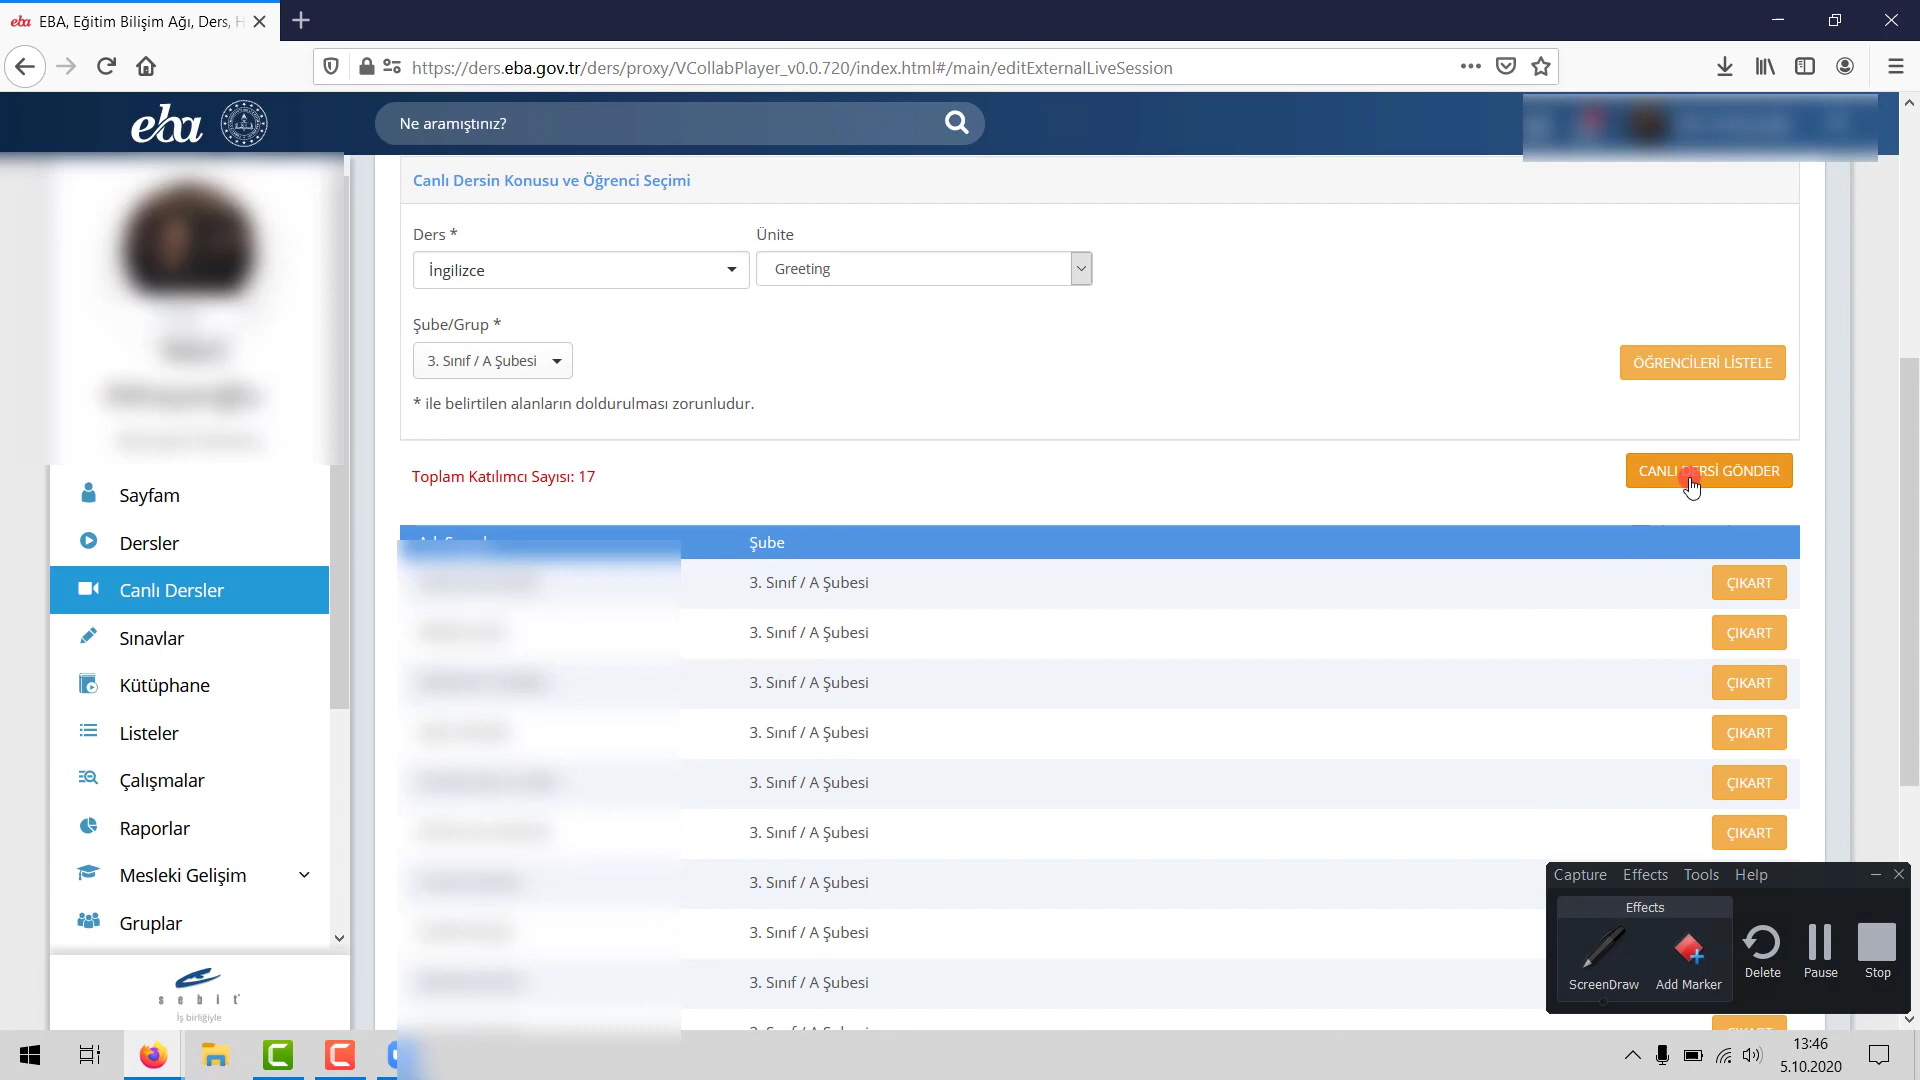 EBA, Eğitim Bilişim Ağı, Ders, H
https://ders.eba.gov.tr/ders/proxy/VCollabPlayer_v0.0.720/index.html#/main/editExternalLiveSession
eba
Ne aramıştınız?
Canlı Dersin Konusu ve Öğrenci Seçimi
Ders *
Ünite
İngilizce
Greeting
Şube/Grup *
3. Sınıf / A Şubesi
ÖĞRENCİLERİ LİSTELE
* ile belirtilen alanların doldurulması zorunludur.
Toplam Katılımcı Sayısı: 17
CANLI DERSİ GÖNDER
Şube
3. Sınıf / A Şubesi
ÇIKART
3. Sınıf / A Şubesi
ÇIKART
3. Sınıf / A Şubesi
ÇIKART
3. Sınıf / A Şubesi
ÇIKART
3. Sınıf / A Şubesi
ÇIKART
3. Sınıf / A Şubesi
ÇIKART
3. Sınıf / A Şubesi
3. Sınıf / A Şubesi
3. Sınıf / A Şubesi
Sayfam
Dersler
Canlı Dersler
Sınavlar
Kütüphane
Listeler
Çalışmalar
Raporlar
Mesleki Gelişim
Gruplar
sebit
İş birliğiyle
Capture Effects Tools Help
Effects
ScreenDraw
Add Marker
Delete
Pause
Stop
13:46
5.10.2020